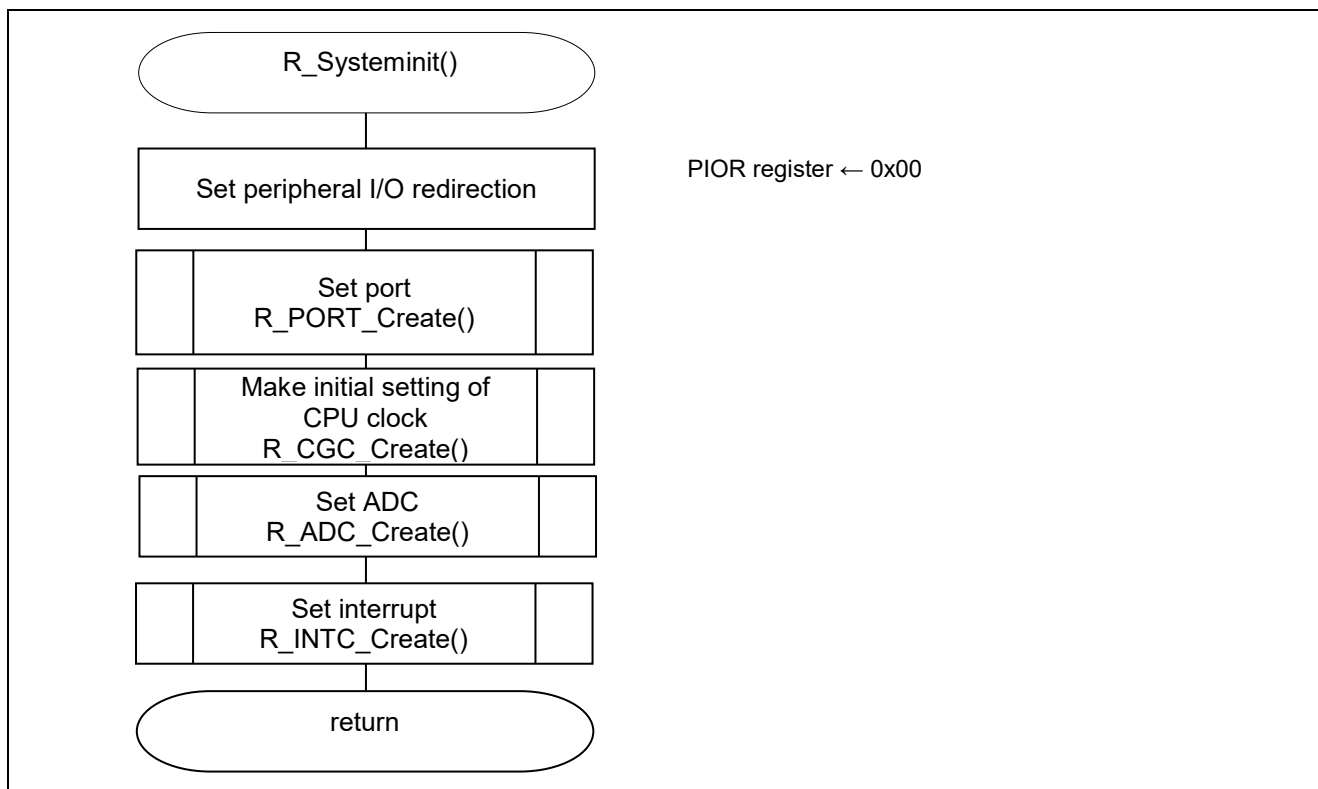 R_Systeminit()
Set peripheral I/O redirection
PIOR register ← 0x00
Set port
R_PORT_Create()
Make initial setting of
CPU clock
R_CGC_Create()
Set ADC
R_ADC_Create()
Set interrupt
R_INTC_Create()
return